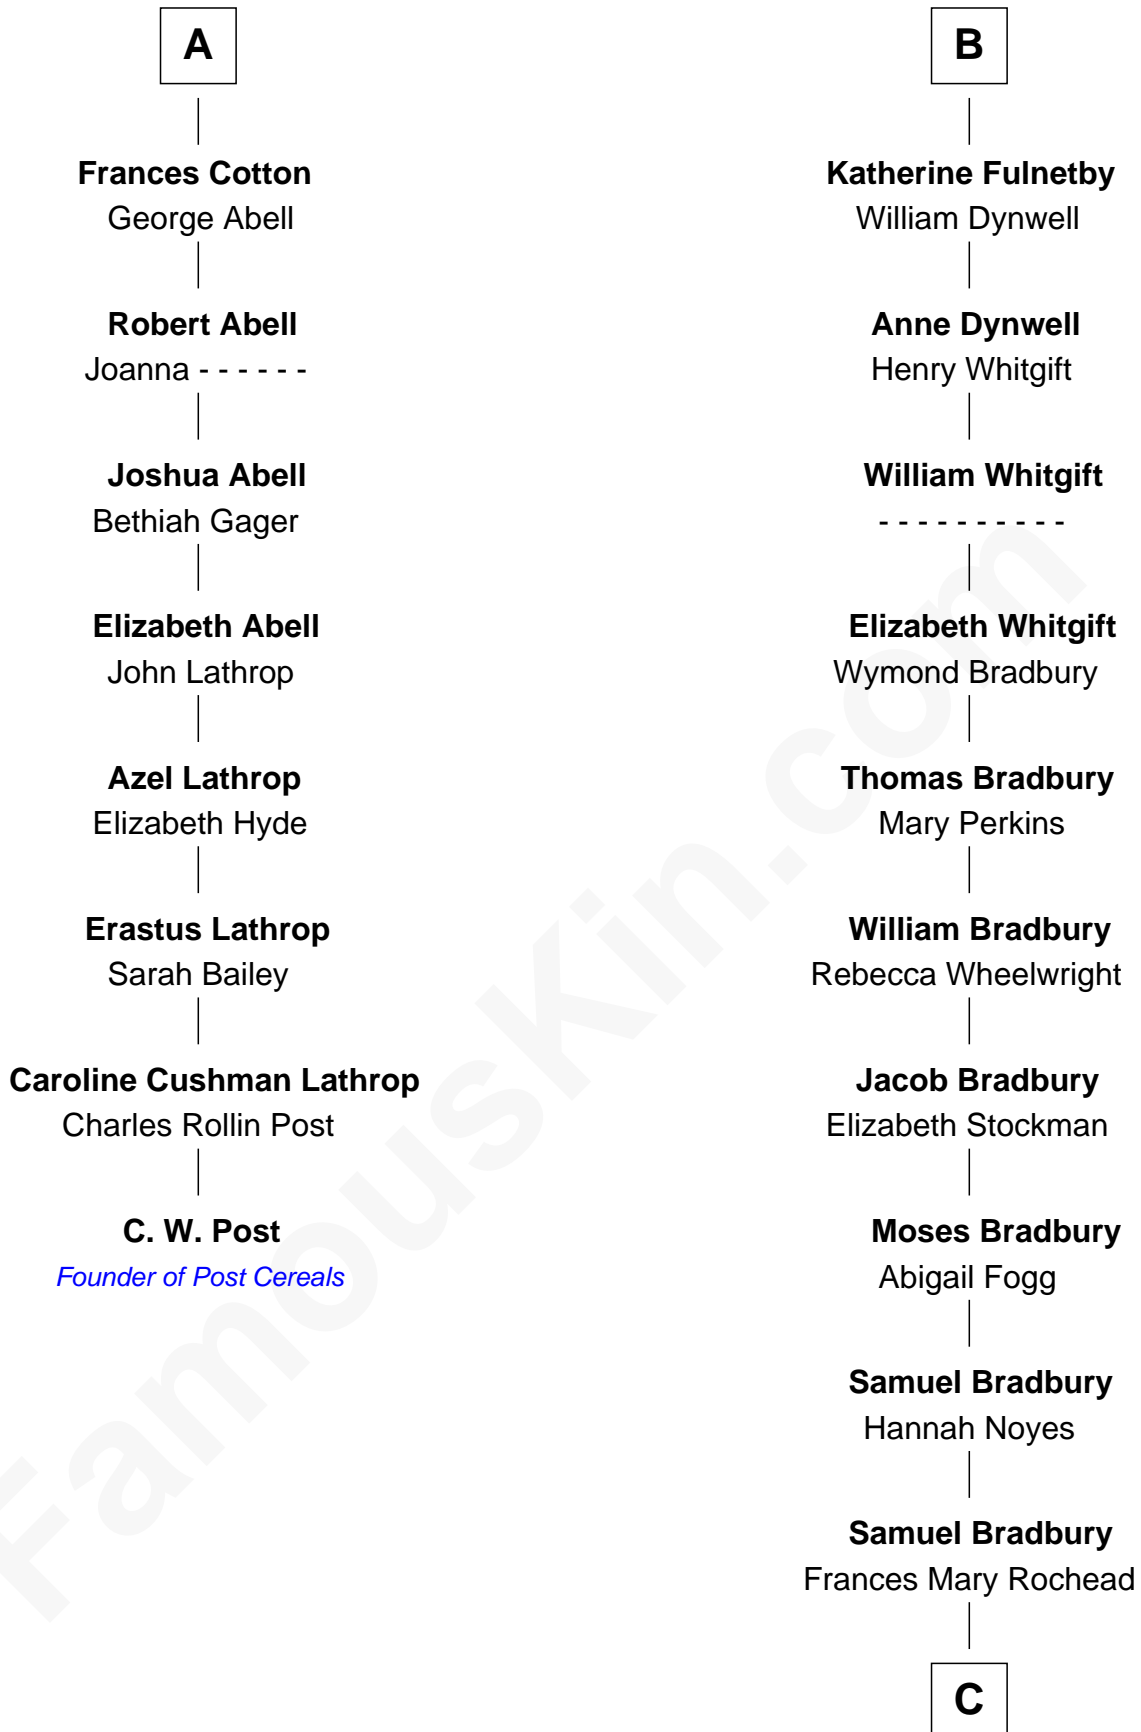 A
Frances Cotton
George Abell
Robert Abell
Joanna - - - - - -
Joshua Abell
Bethiah Gager
Elizabeth Abell
John Lathrop
Azel Lathrop
Elizabeth Hyde
Erastus Lathrop
Sarah Bailey
Caroline Cushman Lathrop
Charles Rollin Post
C. W. Post
Founder of Post Cereals
B
Katherine Fulnetby
William Dynwell
Anne Dynwell
Henry Whitgift
William Whitgift
- - - - - - - - - -
Elizabeth Whitgift
Wymond Bradbury
Thomas Bradbury
Mary Perkins
William Bradbury
Rebecca Wheelwright
Jacob Bradbury
Elizabeth Stockman
Moses Bradbury
Abigail Fogg
Samuel Bradbury
Hannah Noyes
Samuel Bradbury
Frances Mary Rochead
C
FamousKin.com